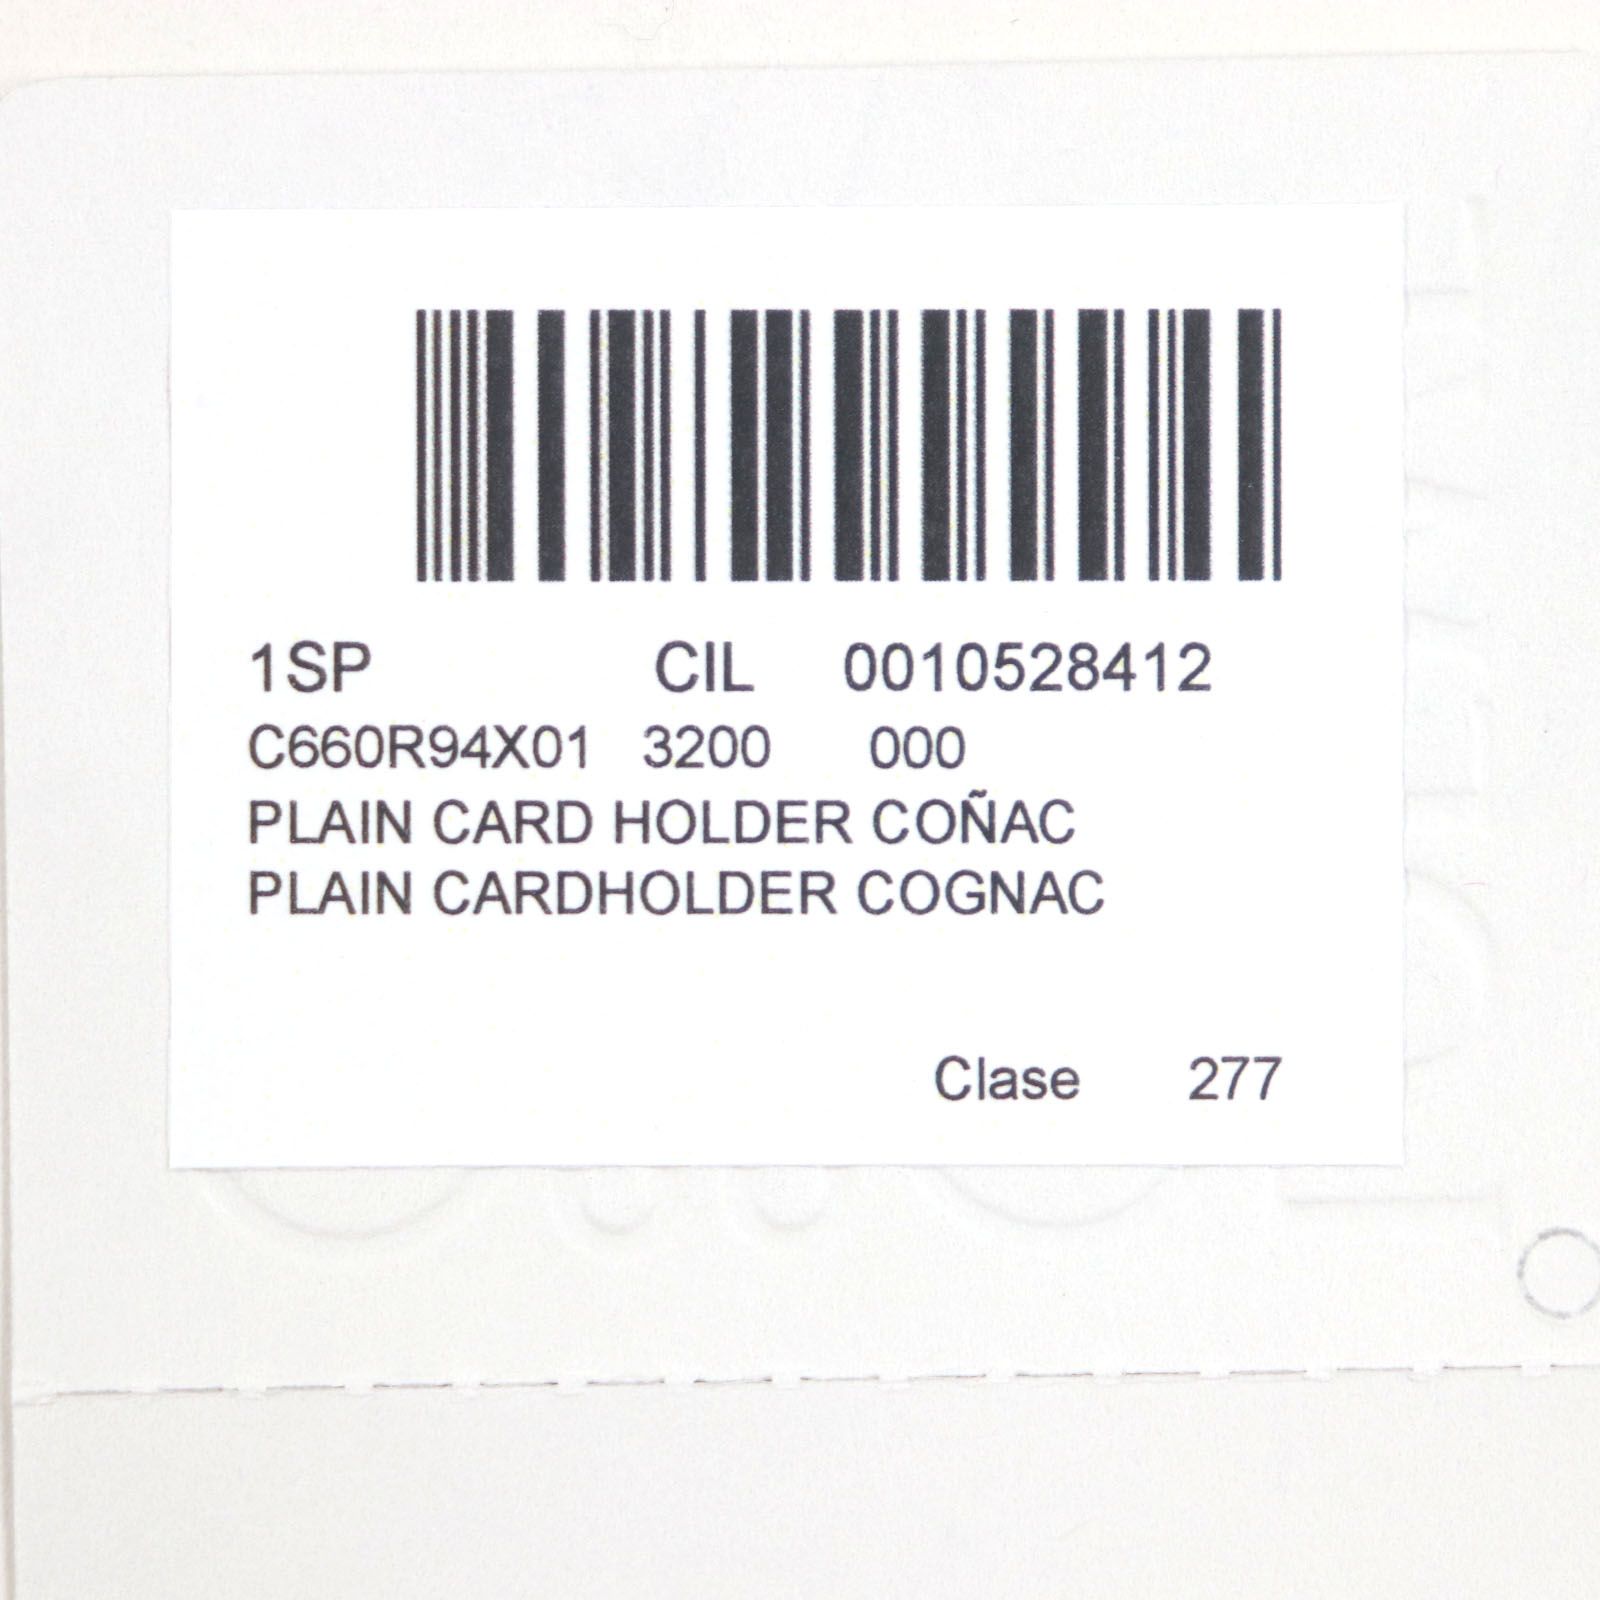 1SP CIL 0010528412
C660R94X01 3200 000
PLAIN CARD HOLDER COÑAC
PLAIN CARDHOLDER COGNAC
Clase 277